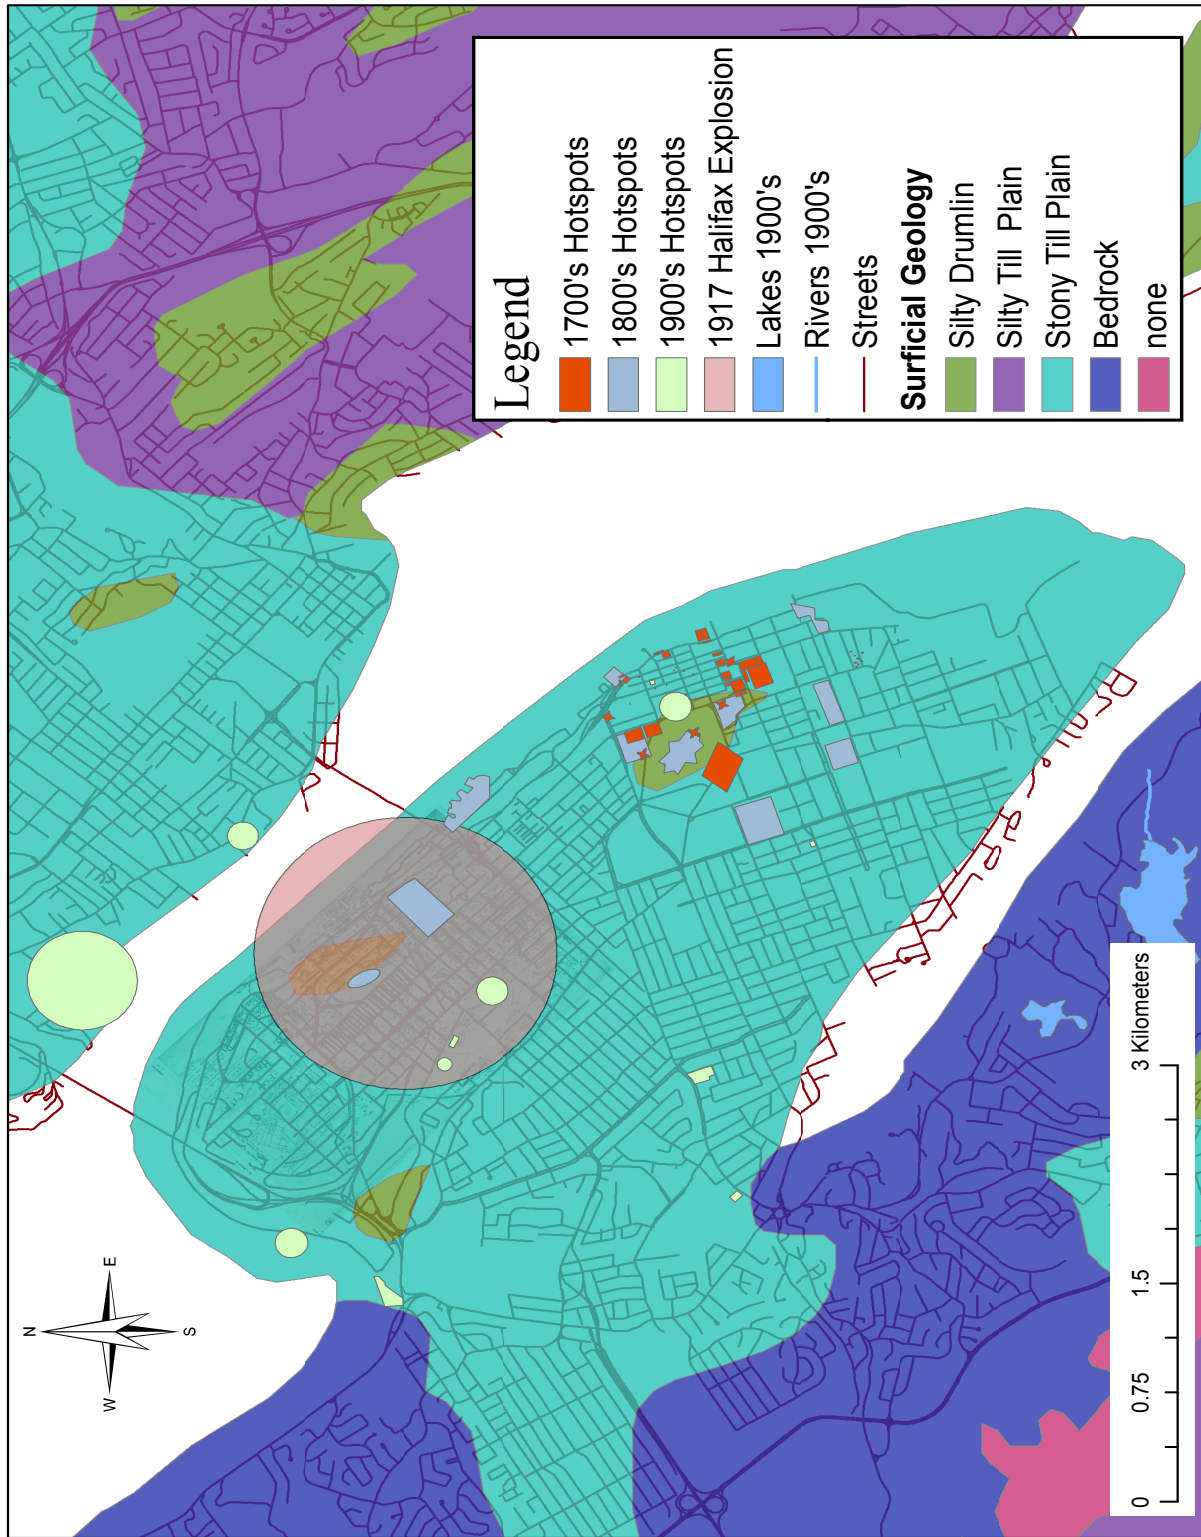 N
W
E
S
Legend
1700's Hotspots
1800's Hotspots
1900's Hotspots
1917 Halifax Explosion
Lakes 1900's
Rivers 1900's
Streets
Surficial Geology
Silty Drumlin
Silty Till Plain
Stony Till Plain
Bedrock
none
0 0.75 1.5 3 Kilometers